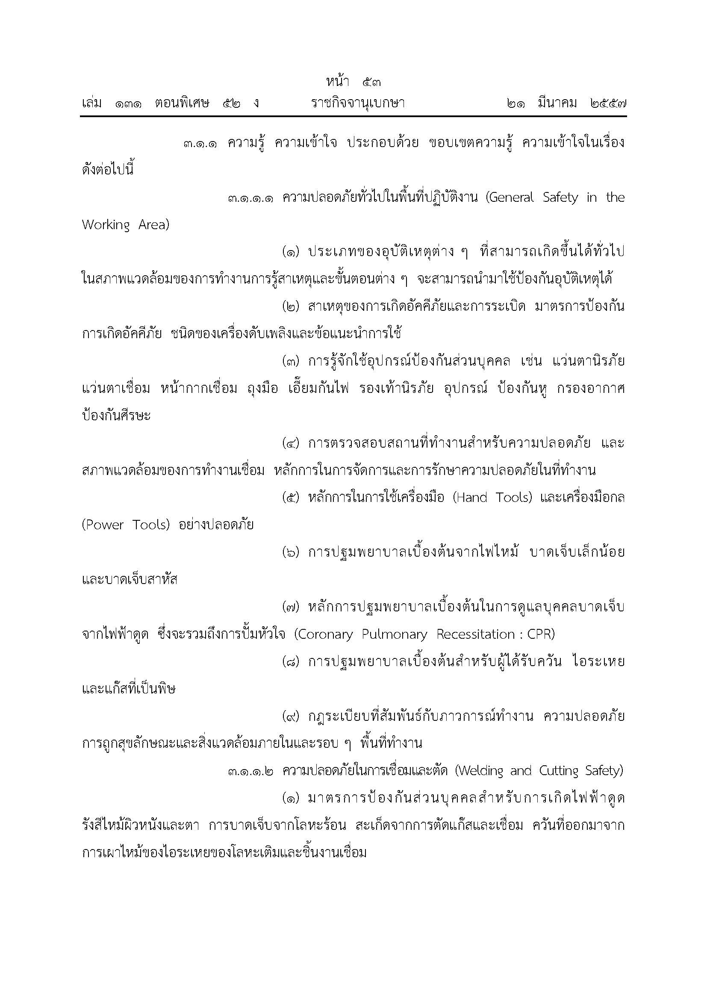 หน้า ๕๓
เล่ม ๑๓๑ ตอนพิเศษ ๕๒ ง ราชกิจจานุเบกษา ๒๑ มีนาคม ๒๕๕๗
๓.๑.๑ ความรู้ ความเข้าใจ ประกอบด้วย ขอบเขตความรู้ ความเข้าใจในเรื่อง
ดังต่อไปนี้
๓.๑.๑.๑ ความปลอดภัยทั่วไปในพื้นที่ปฏิบัติงาน (General Safety in the
Working Area)
(๑) ประเภทของอุบัติเหตุต่าง ๆ ที่สามารถเกิดขึ้นได้ทั่วไป
ในสภาพแวดล้อมของการทำงานการรู้สาเหตุและขั้นตอนต่าง ๆ จะสามารถนำมาใช้ป้องกันอุบัติเหตุได้
(๒) สาเหตุของการเกิดอัคคีภัยและการระเบิด มาตรการป้องกัน
การเกิดอัคคีภัย ชนิดของเครื่องดับเพลิงและข้อแนะนำการใช้
(๓) การรู้จักใช้อุปกรณ์ป้องกันส่วนบุคคล เช่น แว่นตานิรภัย
แว่นตาเชื่อม หน้ากากเชื่อม ถุงมือ เอี๊ยมกันไฟ รองเท้านิรภัย อุปกรณ์ ป้องกันหู กรองอากาศ
ป้องกันศีรษะ
(๔) การตรวจสอบสถานที่ทำงานสำหรับความปลอดภัย และ
สภาพแวดล้อมของการทำงานเชื่อม หลักการในการจัดการและการรักษาความปลอดภัยในที่ทำงาน
(๕) หลักการในการใช้เครื่องมือ (Hand Tools) และเครื่องมือกล
(Power Tools) อย่างปลอดภัย
(๖) การปฐมพยาบาลเบื้องต้นจากไฟไหม้ บาดเจ็บเล็กน้อย
และบาดเจ็บสาหัส
(๗) หลักการปฐมพยาบาลเบื้องต้นในการดูแลบุคคลบาดเจ็บ
จากไฟฟ้าดูด ซึ่งจะรวมถึงการปั้มหัวใจ (Coronary Pulmonary Recessitation : CPR)
(๘) การปฐมพยาบาลเบื้องต้นสำหรับผู้ได้รับควัน ไอระเหย
และแก๊สที่เป็นพิษ
(๙) กฎระเบียบที่สัมพันธ์กับภาวการณ์ทำงาน ความปลอดภัย
การถูกสุขลักษณะและสิ่งแวดล้อมภายในและรอบ ๆ พื้นที่ทำงาน
๓.๑.๑.๒ ความปลอดภัยในการเชื่อมและตัด (Welding and Cutting Safety)
(๑) มาตรการป้องกันส่วนบุคคลสำหรับการเกิดไฟฟ้าดูด
รังสีไหม้ผิวหนังและตา การบาดเจ็บจากโลหะร้อน สะเก็ดจากการตัดแก๊สและเชื่อม ควันที่ออกมาจาก
การเผาไหม้ของไอระเหยของโลหะเติมและชิ้นงานเชื่อม